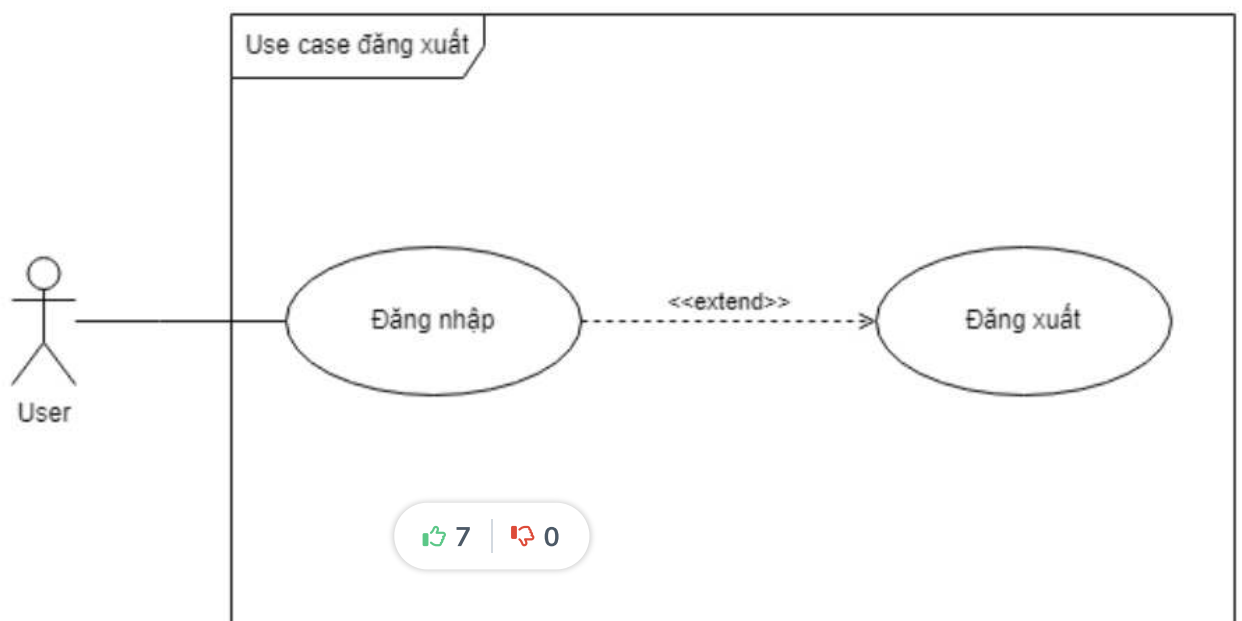 Use case đăng xuất
<<extend>>
Đăng nhập
Đăng xuất
User
7
0